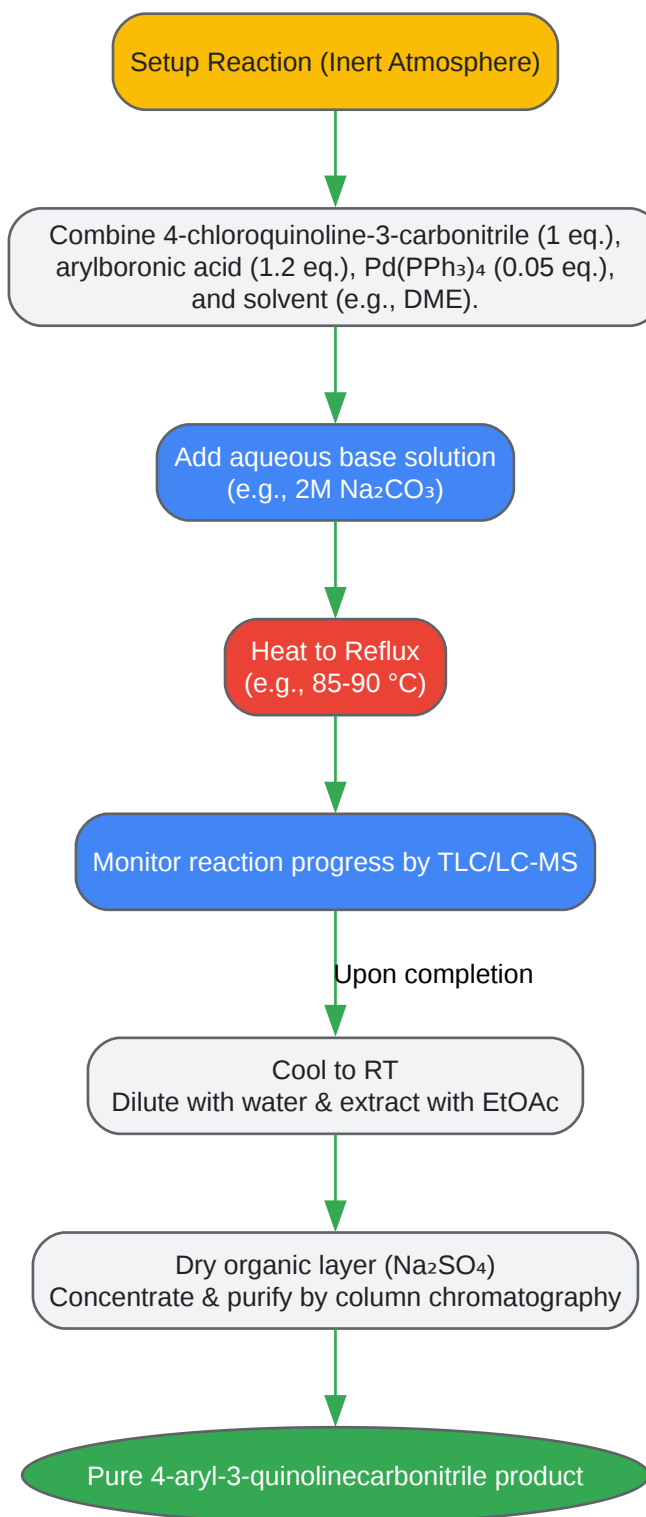 Setup Reaction (Inert Atmosphere)
Combine 4-chloroquinoline-3-carbonitrile (1 eq.),
arylboronic acid (1.2 eq.), Pd(PPh₃)₄ (0.05 eq.),
and solvent (e.g., DME).
Add aqueous base solution
(e.g., 2M Na₂CO₃)
Heat to Reflux
(e.g., 85-90 °C)
Monitor reaction progress by TLC/LC-MS
Upon completion
Cool to RT
Dilute with water & extract with EtOAc
Dry organic layer (Na₂SO₄)
Concentrate & purify by column chromatography
Pure 4-aryl-3-quinolinecarbonitrile product